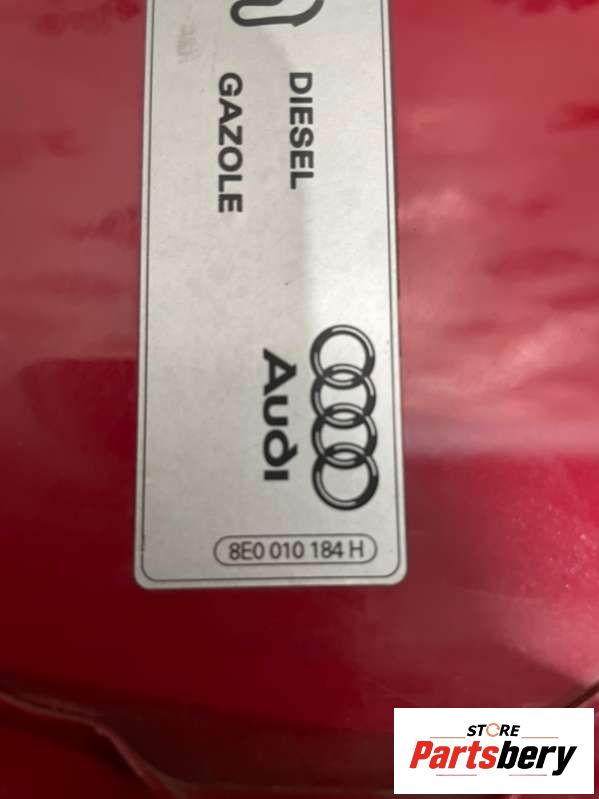 DIESEL
GAZOLE
Audi
8E0 010 184 H
STORE
Partsbery